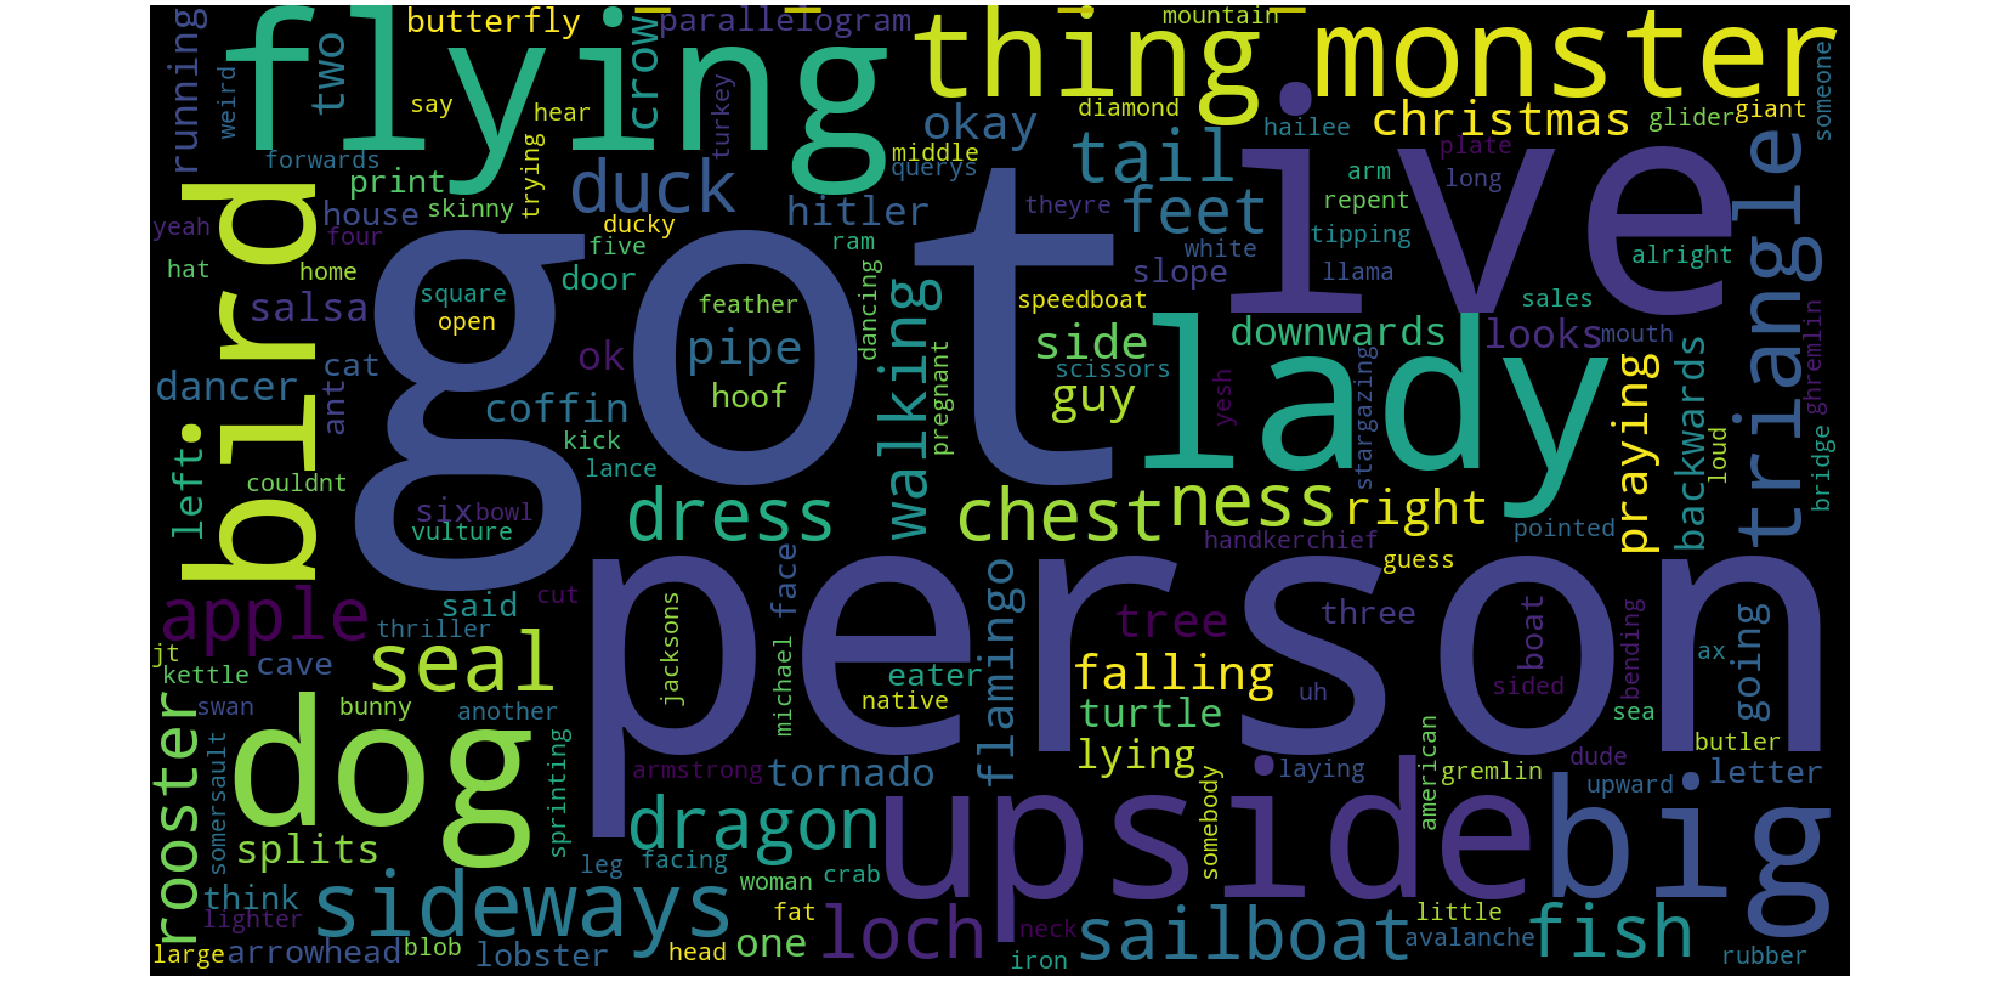 running
butterfly
parallelogram
mountain
flying
two
crow
thing
monster
weird
say
hear
turkey
diamond
okay
hailee
christmas
glider
giant
someone
forwards
trying
middle
querys
tail
plate
print
duck
arm
long
triangle
bird
house
skinny
hitler
theyre
feet
repent
ive
yeah
four
ducky
five
ram
white
tipping
alright
hat
home
door
got
slope
llama
salsa
square
open
feather
dancing
walking
speedboat
sales
cat
ok
pipe
side
downwards
looks
mouth
ghremlin
dancer
ant
coffin
hoof
pregnant
scissors
guy
yesh
lady
stargazing
praying
backwards
left
kick
lance
loud
bridge
couldnt
six
bowl
vulture
dress
chest
ness
right
pointed
handkerchief
guess
apple
said
cut
face
person
flamingo
tree
three
boat
bending
going
jt
thriller
jacksons
michael
kettle
cave
seal
eater
native
falling
uh
sided
ax
rooster
swan
bunny
another
turtle
sea
butler
somersault
dog
sprinting
armstrong
tornado
lying
laying
american
gremlin
dude
upward
letter
splits
dragon
somebody
upside
big
leg
facing
woman
crab
think
lighter
sideways
fat
loch
neck
sailboat
little
fish
large
arrowhead
blob
lobster
head
one
iron
avalanche
rubber